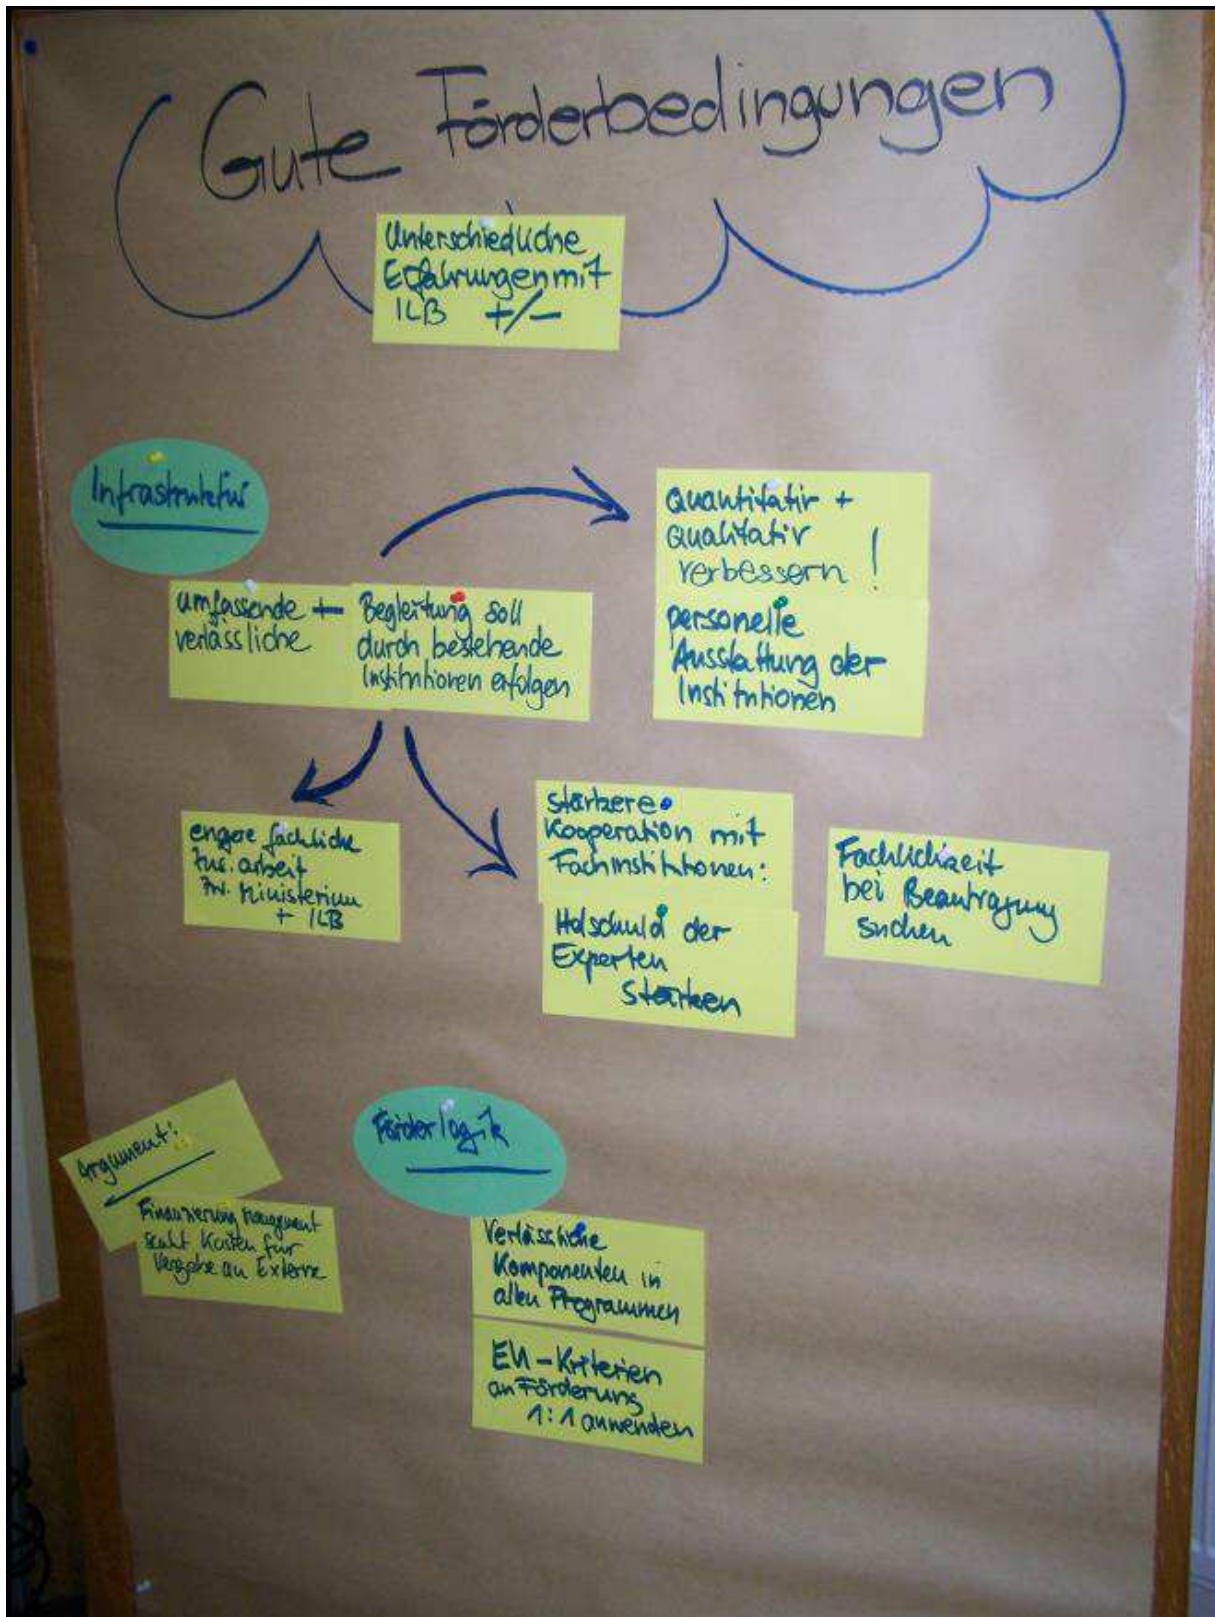 Gute Förderbedingungen
Unterschiedliche
Erfahrungen mit
ILB +/-
Infrastruktur
umfassende +
verlässliche
Begleitung soll
durch bestehende
Institutionen erfolgen
Quantitativ +
Qualitativ
verbessern !
personelle
Ausstattung der
Institutionen
engere fachliche
Zus.arbeit
zw. Ministerium
+ ILB
stärkere
Kooperation mit
Fachinstitutionen:
Holschuld der
Experten
stärken
Fachlichkeit
bei Beantragung
suchen
Argument:
Finanzierung
senkt Kosten für
Vergabe an Externe
Förderlogik
Verlässliche
Komponenten in
allen Programmen
EU-Kriterien
an Förderung
1:1 anwenden